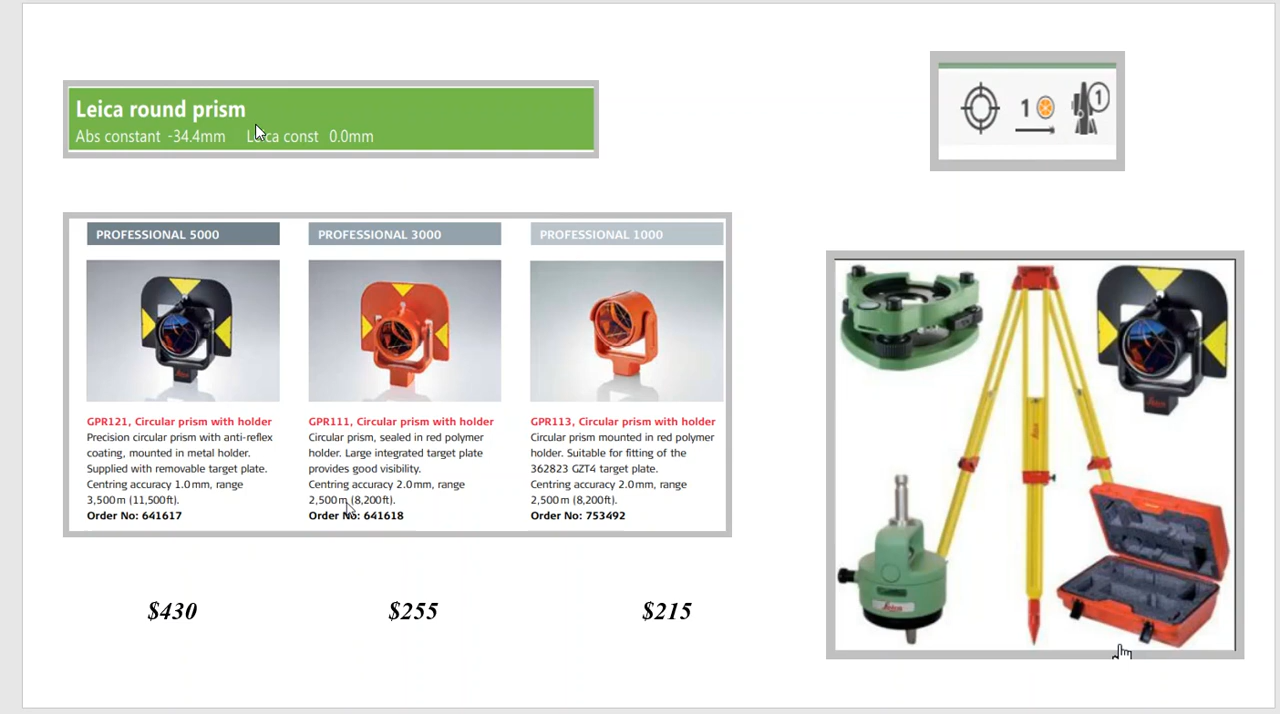 Leica round prism
Abs constant -34.4mm Leica const 0.0mm
1 1
PROFESSIONAL 5000
GPR121, Circular prism with holder
Precision circular prism with anti-reflex
coating, mounted in metal holder.
Supplied with removable target plate.
Centring accuracy 1.0mm, range
3,500m (11,500ft).
Order No: 641617
PROFESSIONAL 3000
GPR111, Circular prism with holder
Circular prism, sealed in red polymer
holder. Large integrated target plate
provides good visibility.
Centring accuracy 2.0mm, range
2,500m (8,200ft).
Order No: 641618
PROFESSIONAL 1000
GPR113, Circular prism with holder
Circular prism mounted in red polymer
holder. Suitable for fitting of the
362823 GZT4 target plate.
Centring accuracy 2.0mm, range
2,500m (8,200ft).
Order No: 753492
$430
$255
$215
Leica